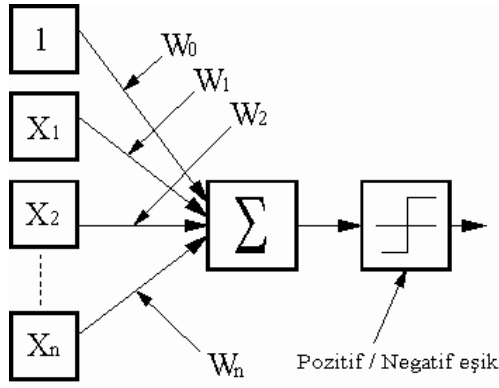 1
W0
X1
W1
W2
X2
Σ
Xn
Wn
Pozitif / Negatif eşik